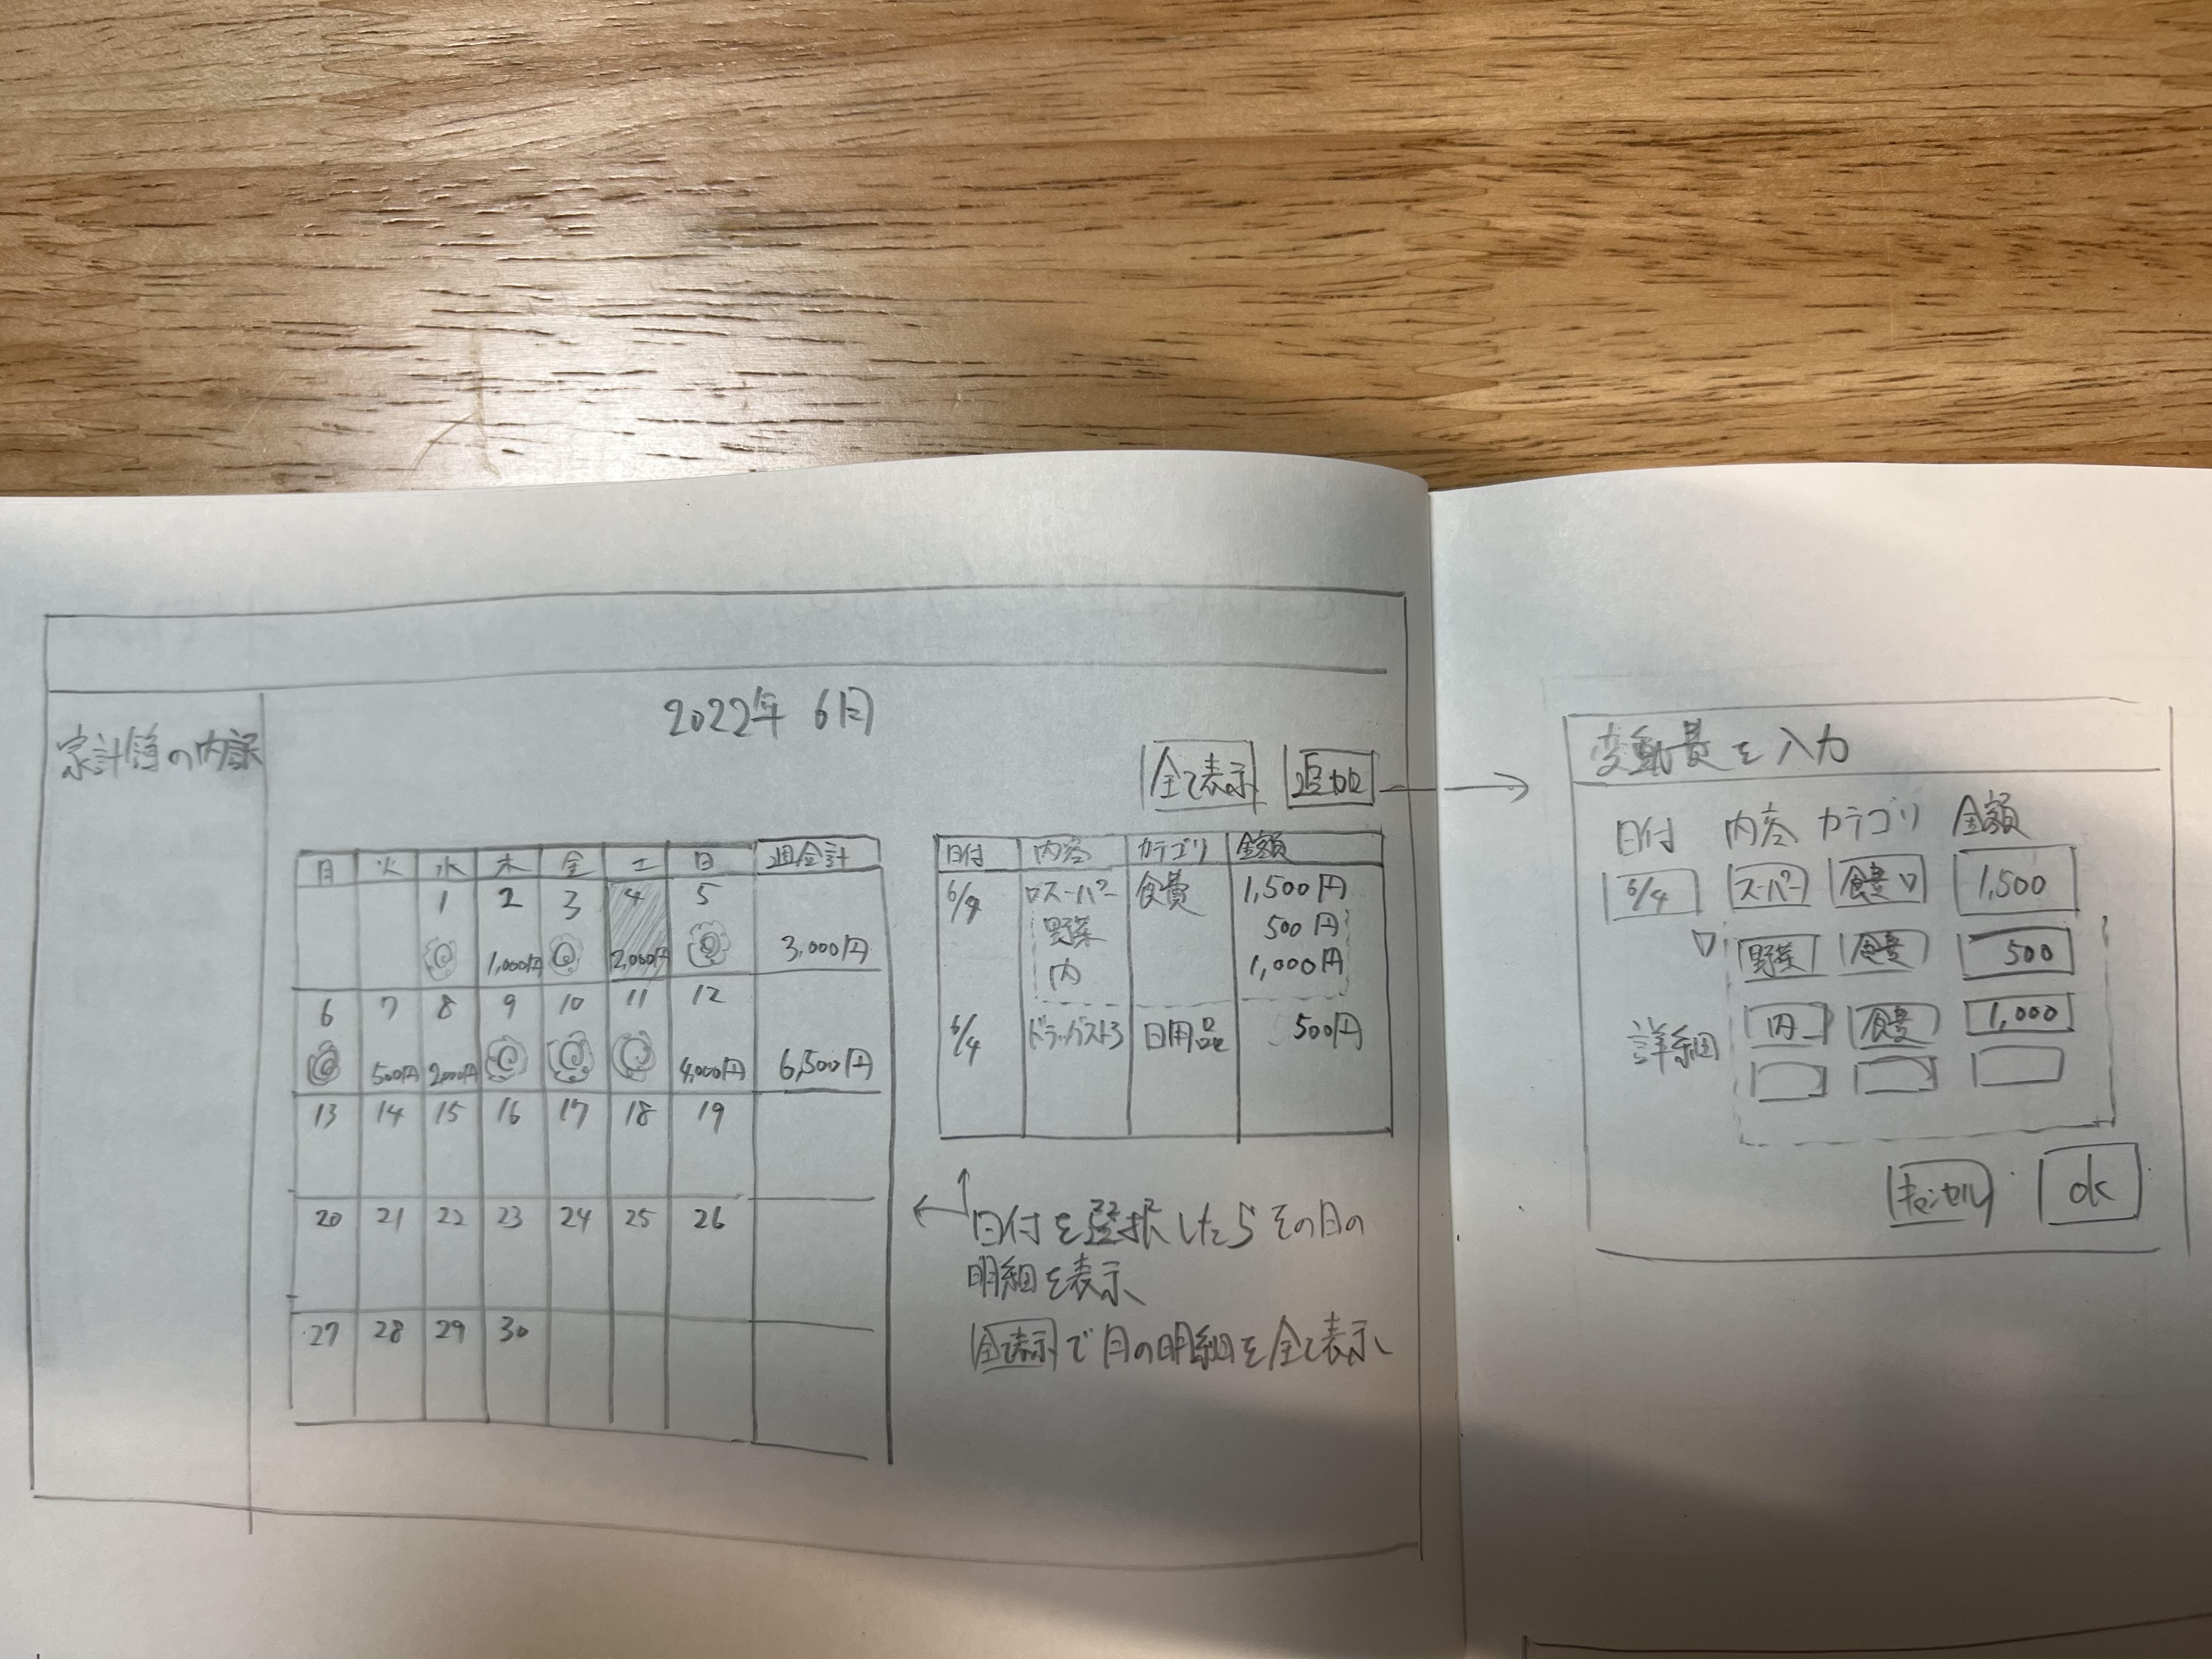 2022年 6月
家計簿の内訳
全て表示 追加
月 火 水 木 金 土 日 週合計
1 2 3 4 5
1,000円 2,000円 3,000円
6 7 8 9 10 11 12
500円 2,000円 4,000円 6,500円
13 14 15 16 17 18 19
20 21 22 23 24 25 26
27 28 29 30
日付 内容 カテゴリ 金額
6/4 スーパー 食費 1,500円
野菜 500円
肉 1,000円
6/4 ドラッグスト 日用品 500円
日付を選択したらその日の
明細を表示
全て表示で月の明細を全て表示
変動費を入力
日付 内容 カテゴリ 金額
6/4 スーパー 食費 1,500
野菜 食費 500
詳細 肉 食費 1,000
キャンセル ok